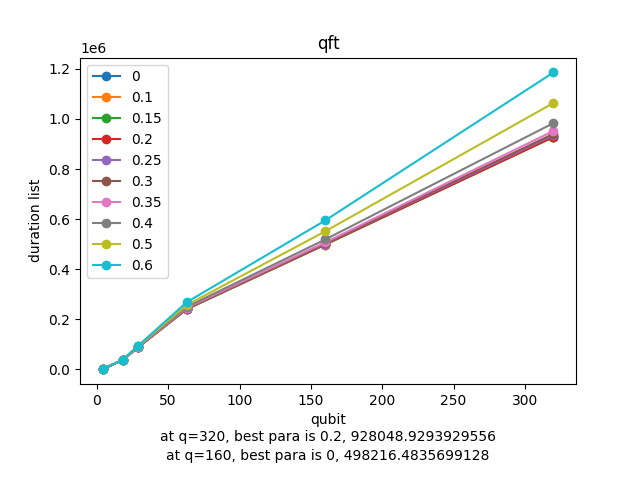 qft
1e6
1.2
1.0
0.8
0.6
0.4
0.2
0.0
duration list
0
0.1
0.15
0.2
0.25
0.3
0.35
0.4
0.5
0.6
0 50 100 150 200 250 300
qubit
at q=320, best para is 0.2, 928048.9293929556
at q=160, best para is 0, 498216.4835699128